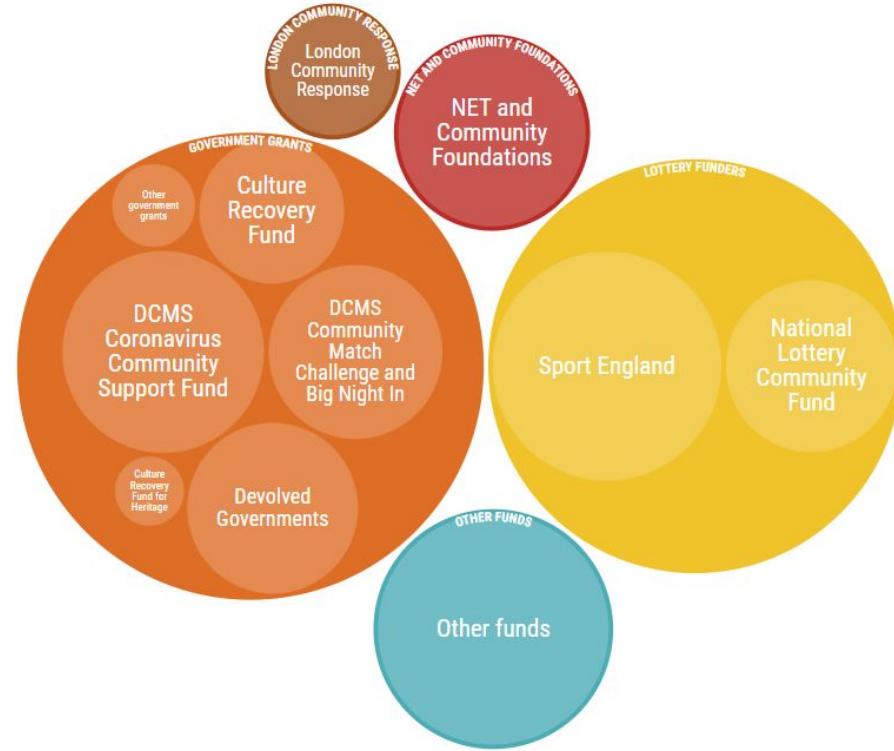 LONDON COMMUNITY RESPONSE
London
Community
Response
NET AND COMMUNITY FOUNDATIONS
NET and
Community
Foundations
GOVERNMENT GRANTS
Other
government
grants
Culture
Recovery
Fund
DCMS
Coronavirus
Community
Support Fund
DCMS
Community
Match
Challenge and
Big Night In
Culture
Recovery
Fund for
Heritage
Devolved
Governments
LOTTERY FUNDERS
Sport England
National
Lottery
Community
Fund
OTHER FUNDS
Other funds